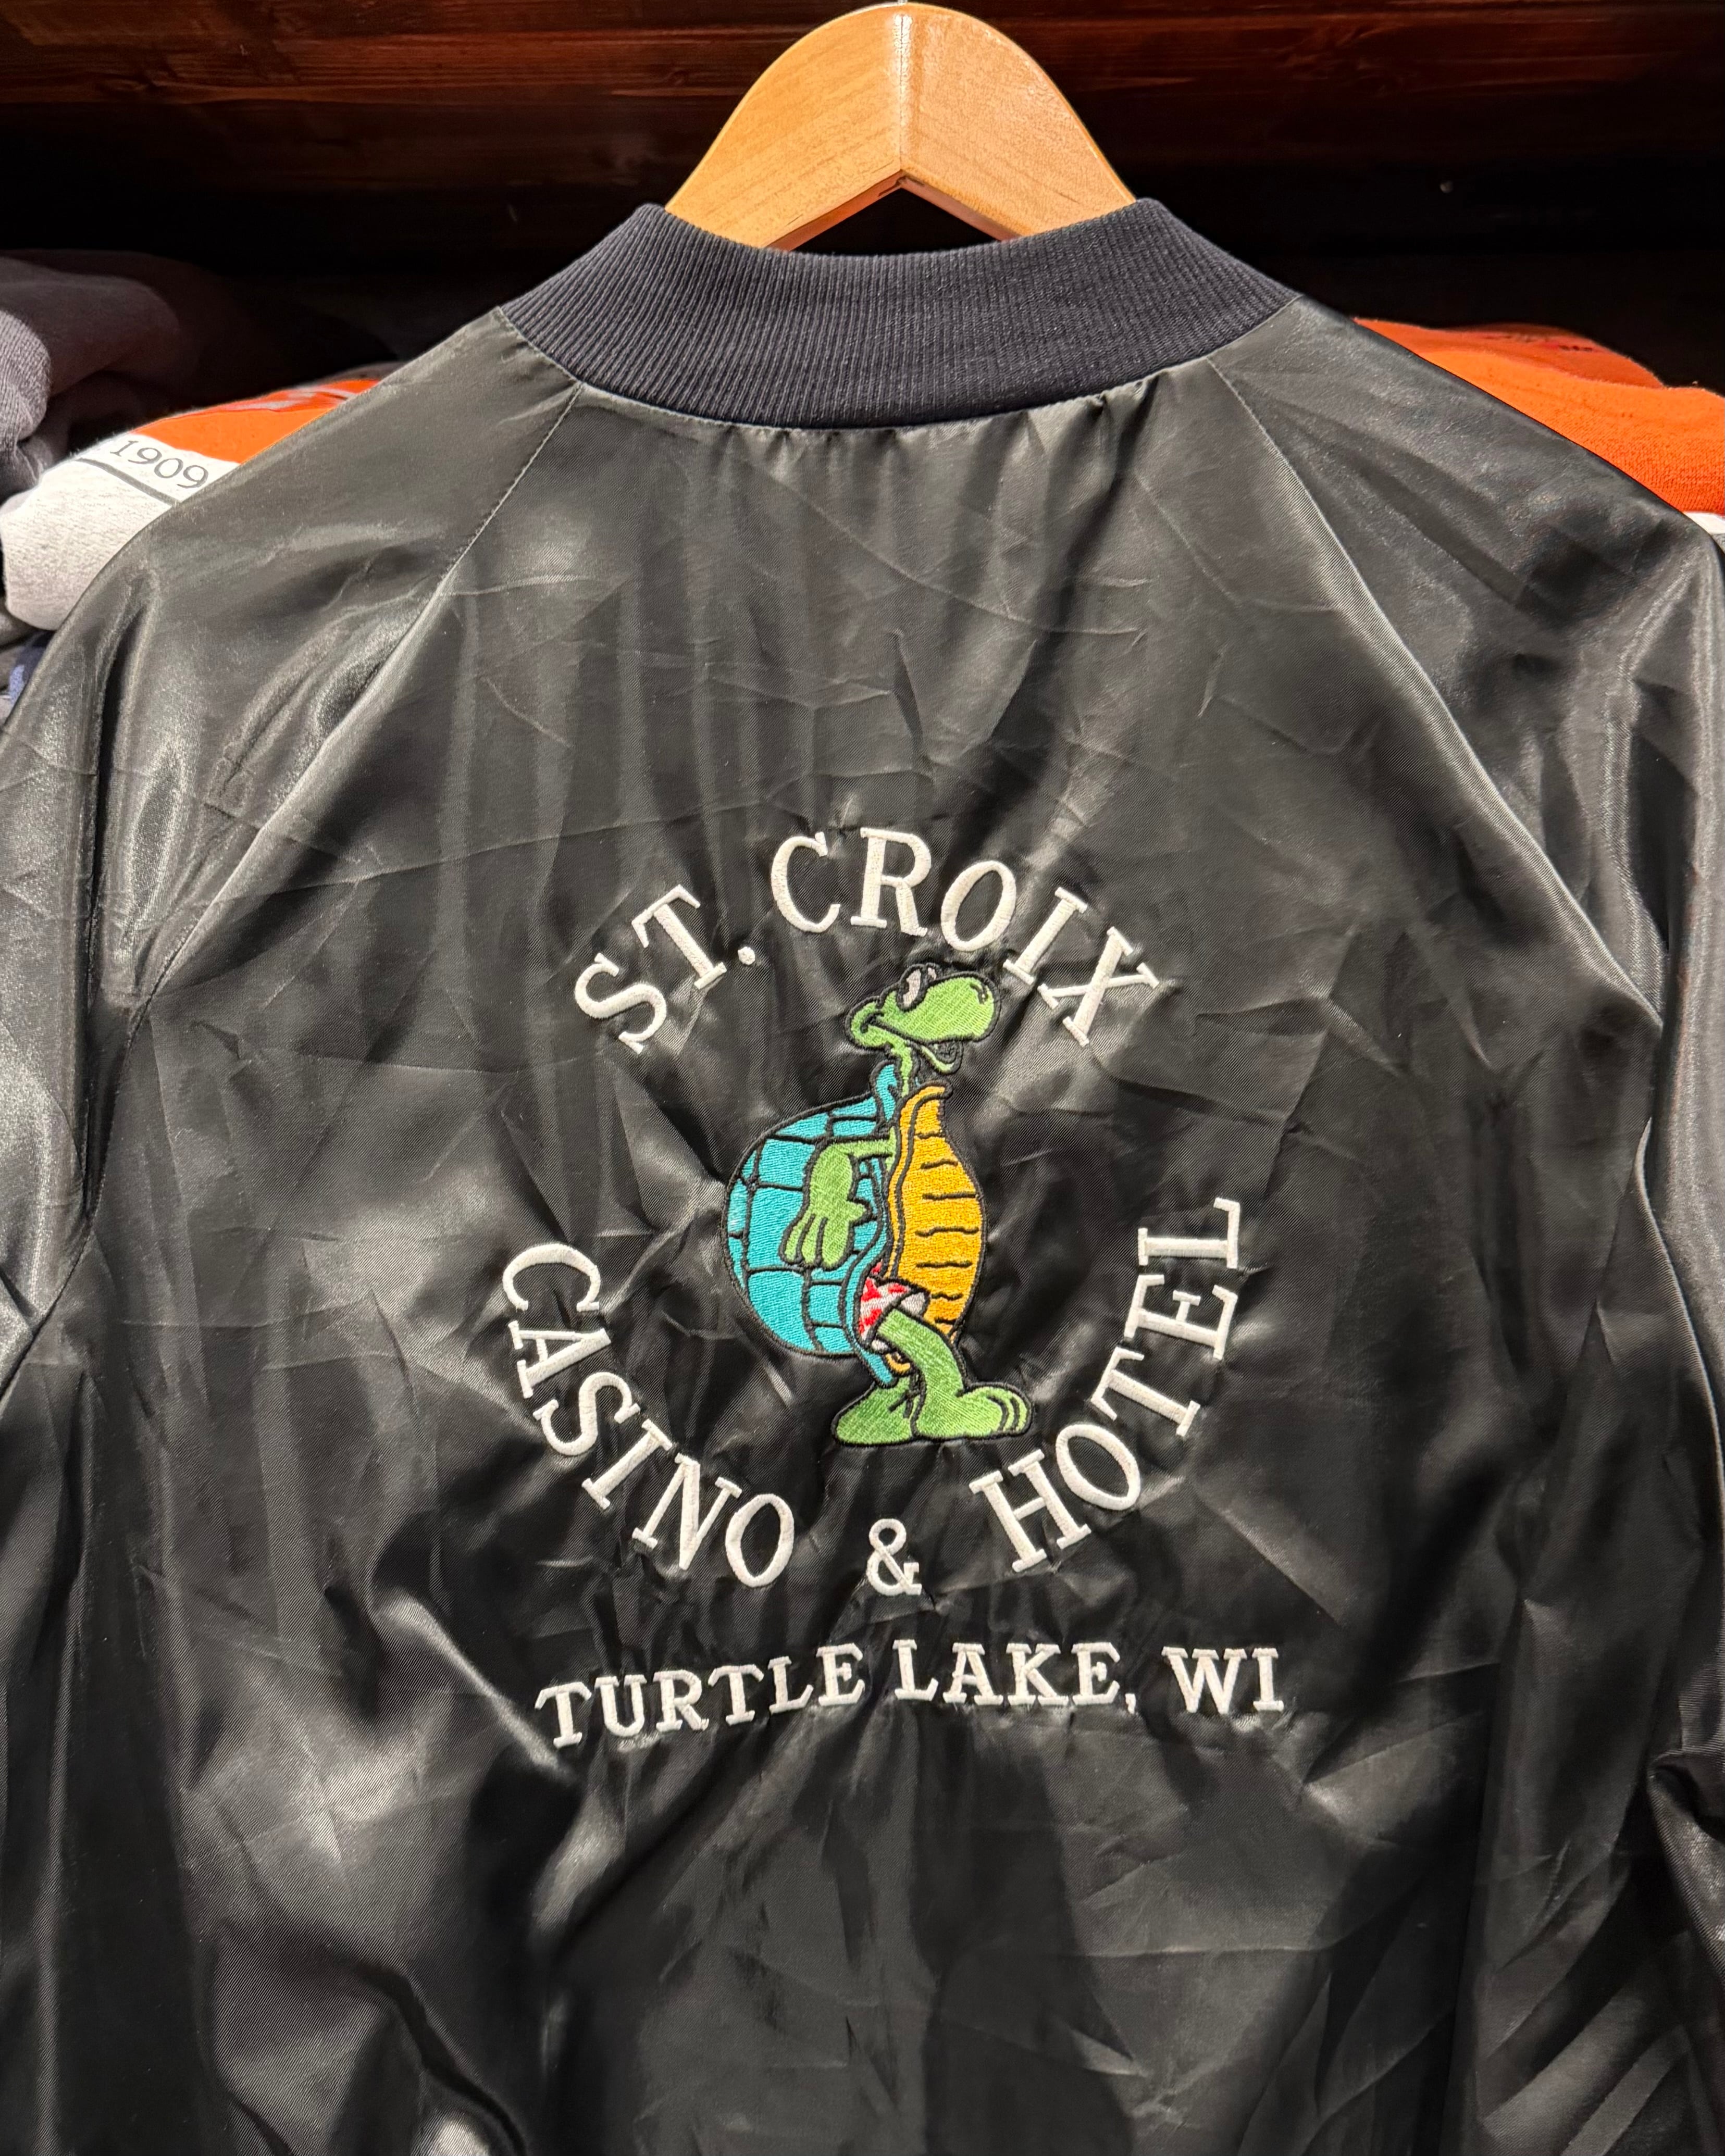 1909
ST. CROIX
CASINO & HOTEL
TURTLE LAKE, WI